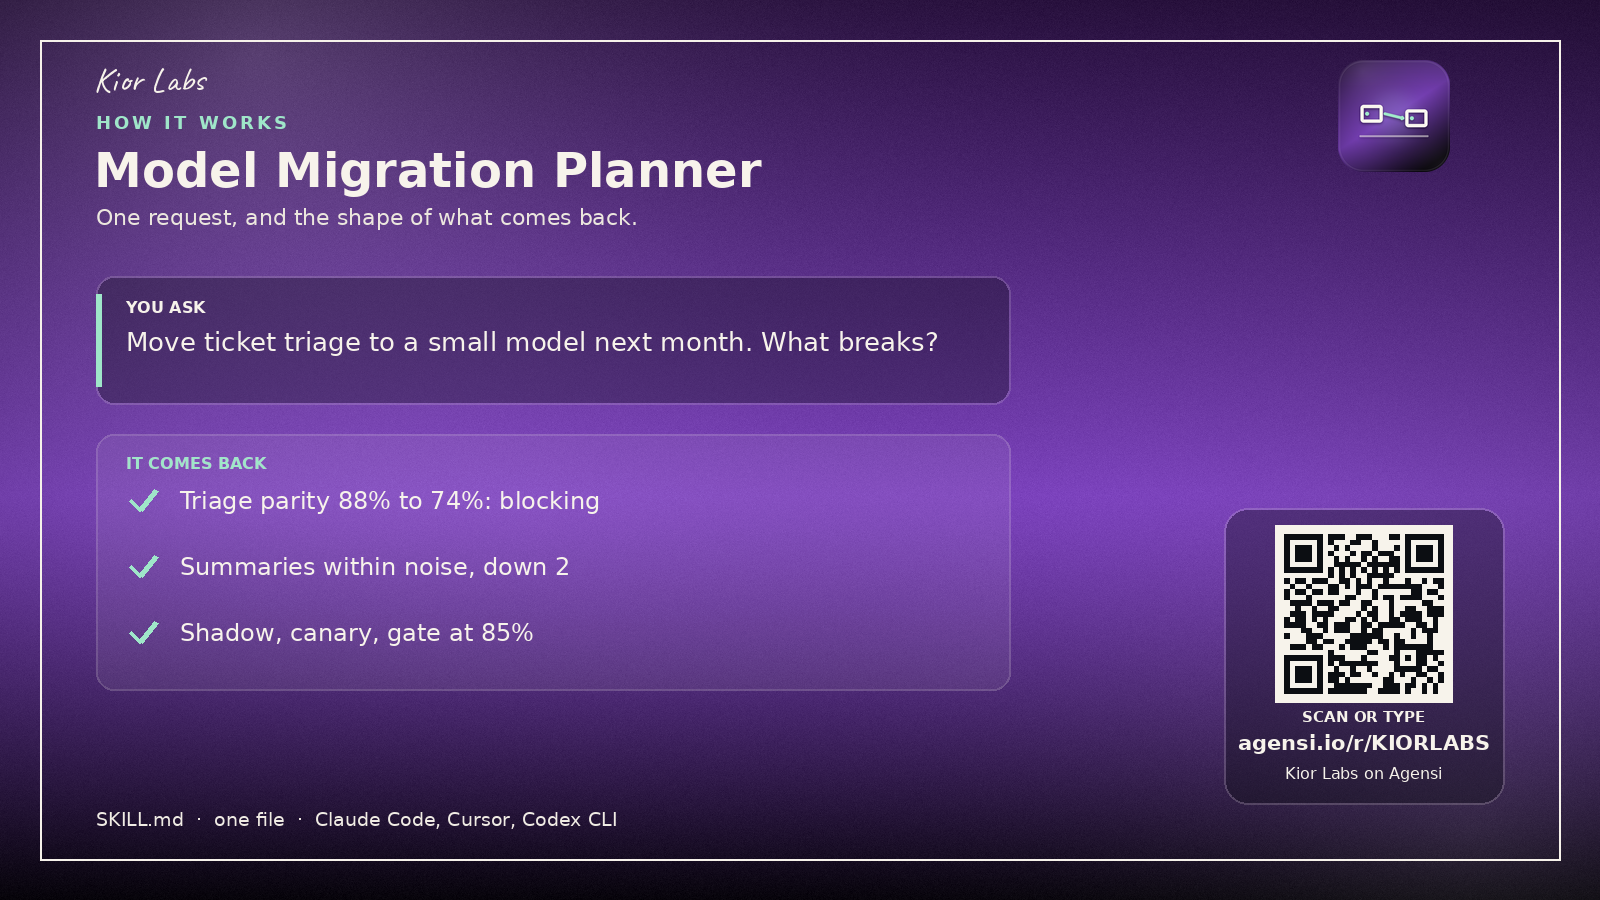 Kior Labs
HOW IT WORKS
Model Migration Planner
One request, and the shape of what comes back.
YOU ASK
Move ticket triage to a small model next month. What breaks?
IT COMES BACK
Triage parity 88% to 74%: blocking
Summaries within noise, down 2
Shadow, canary, gate at 85%
SCAN OR TYPE
agensi.io/r/KIORLABS
Kior Labs on Agensi
SKILL.md · one file · Claude Code, Cursor, Codex CLI